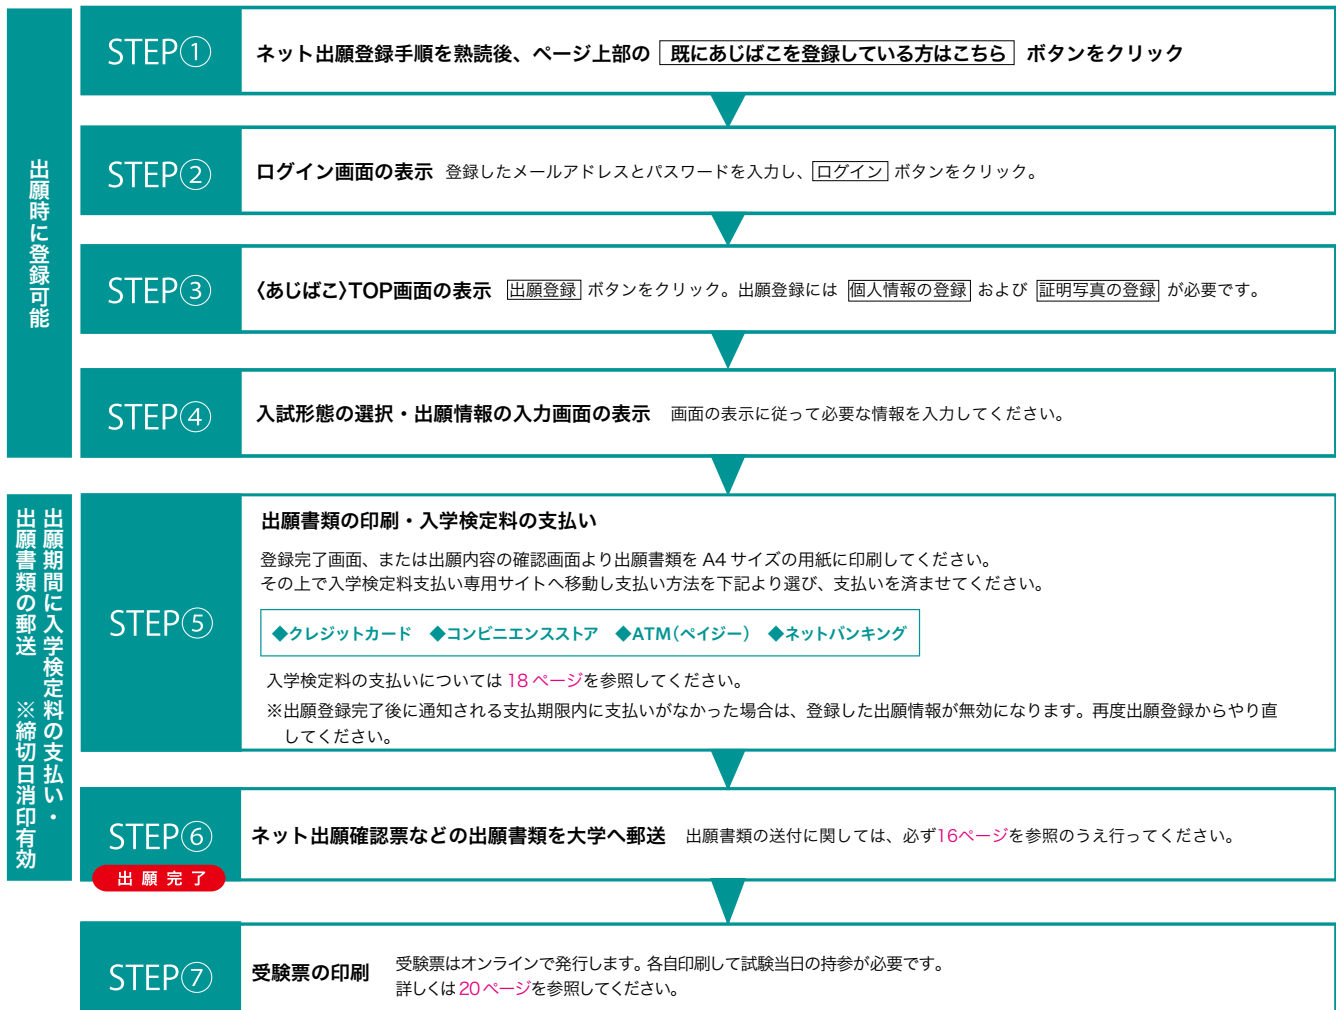 出願時に登録可能
STEP①
ネット出願登録手順を熟読後、ページ上部の 既にあじばこを登録している方はこちら ボタンをクリック
STEP②
ログイン画面の表示 登録したメールアドレスとパスワードを入力し、ログイン ボタンをクリック。
STEP③
〈あじばこ〉TOP画面の表示 出願登録 ボタンをクリック。出願登録には 個人情報の登録 および 証明写真の登録 が必要です。
STEP④
入試形態の選択・出願情報の入力画面の表示 画面の表示に従って必要な情報を入力してください。
出願期間に入学検定料の支払い・
出願書類の郵送 ※締切日消印有効
STEP⑤
出願書類の印刷・入学検定料の支払い
登録完了画面、または出願内容の確認画面より出願書類を A4 サイズの用紙に印刷してください。
その上で入学検定料支払い専用サイトへ移動し支払い方法を下記より選び、支払いを済ませてください。
◆クレジットカード ◆コンビニエンスストア ◆ATM(ペイジー) ◆ネットバンキング
入学検定料の支払いについては 18 ページを参照してください。
※出願登録完了後に通知される支払期限内に支払いがなかった場合は、登録した出願情報が無効になります。再度出願登録からやり直
してください。
STEP⑥
出願完了
ネット出願確認票などの出願書類を大学へ郵送 出願書類の送付に関しては、必ず16ページを参照のうえ行ってください。
STEP⑦
受験票の印刷
受験票はオンラインで発行します。各自印刷して試験当日の持参が必要です。
詳しくは 20 ページを参照してください。